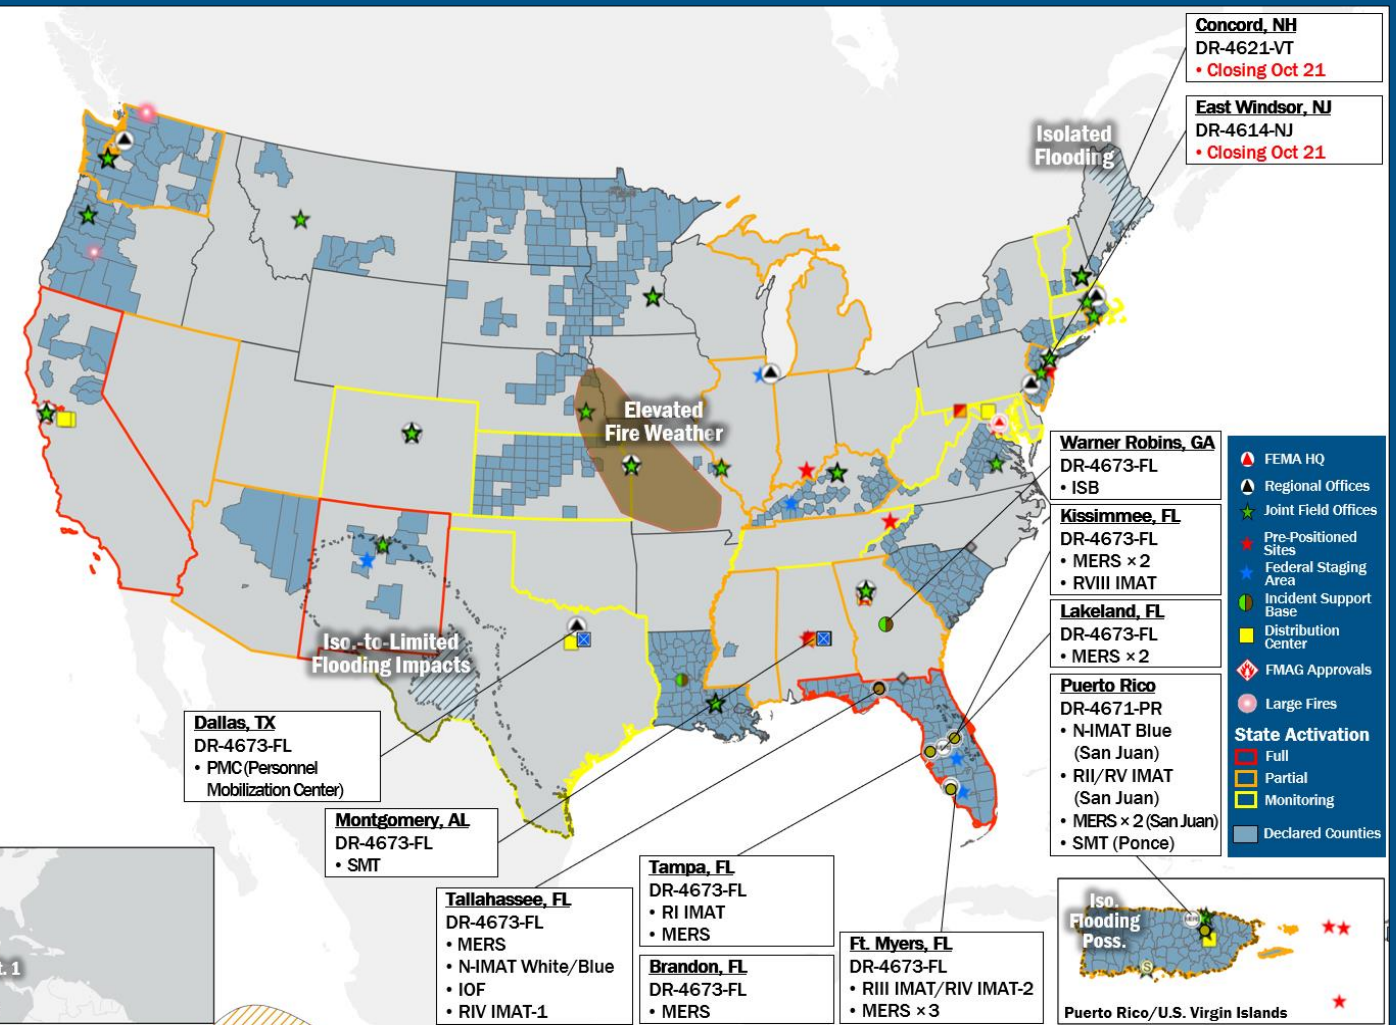 Concord, NH
DR-4621-VT
• Closing Oct 21
East Windsor, NJ
DR-4614-NJ
• Closing Oct 21
Isolated
Flooding
Elevated
Fire Weather
Iso.-to-Limited
Flooding Impacts
Warner Robins, GA
DR-4673-FL
• ISB
Kissimmee, FL
DR-4673-FL
• MERS ×2
• RVIII IMAT
Lakeland, FL
DR-4673-FL
• MERS ×2
Puerto Rico
DR-4671-PR
• N-IMAT Blue
(San Juan)
• RII/RV IMAT
(San Juan)
• MERS ×2 (San Juan)
• SMT (Ponce)
FEMA HQ
Regional Offices
Joint Field Offices
Pre-Positioned
Sites
Federal Staging
Area
Incident Support
Base
Distribution
Center
FMAG Approvals
Large Fires
State Activation
Full
Partial
Monitoring
Declared Counties
Dallas, TX
DR-4673-FL
• PMC (Personnel
Mobilization Center)
Montgomery, AL
DR-4673-FL
• SMT
Tallahassee, FL
DR-4673-FL
• MERS
• N-IMAT White/Blue
• IOF
• RIV IMAT-1
Tampa, FL
DR-4673-FL
• RI IMAT
• MERS
Brandon, FL
DR-4673-FL
• MERS
Ft. Myers, FL
DR-4673-FL
• RIII IMAT/RIV IMAT-2
• MERS ×3
Iso.
Flooding
Poss.
S
Puerto Rico/U.S. Virgin Islands
t. 1